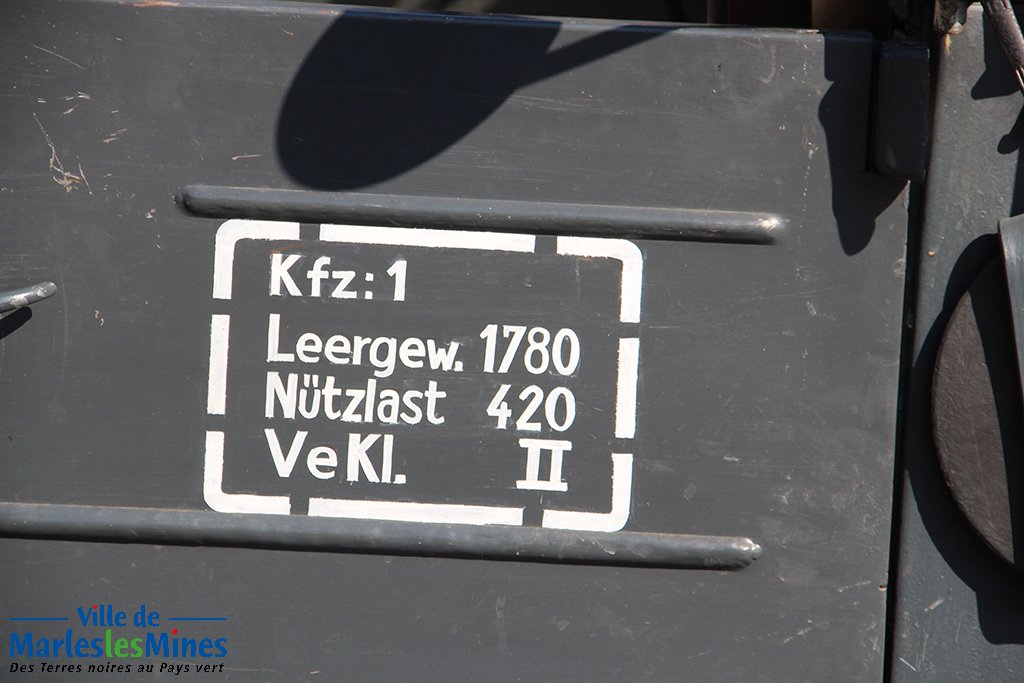 Kfz: 1
Leergew. 1780
Nützlast 420
VeKl. II
Ville de
MarleslesMines
Des Terres noires au Pays vert